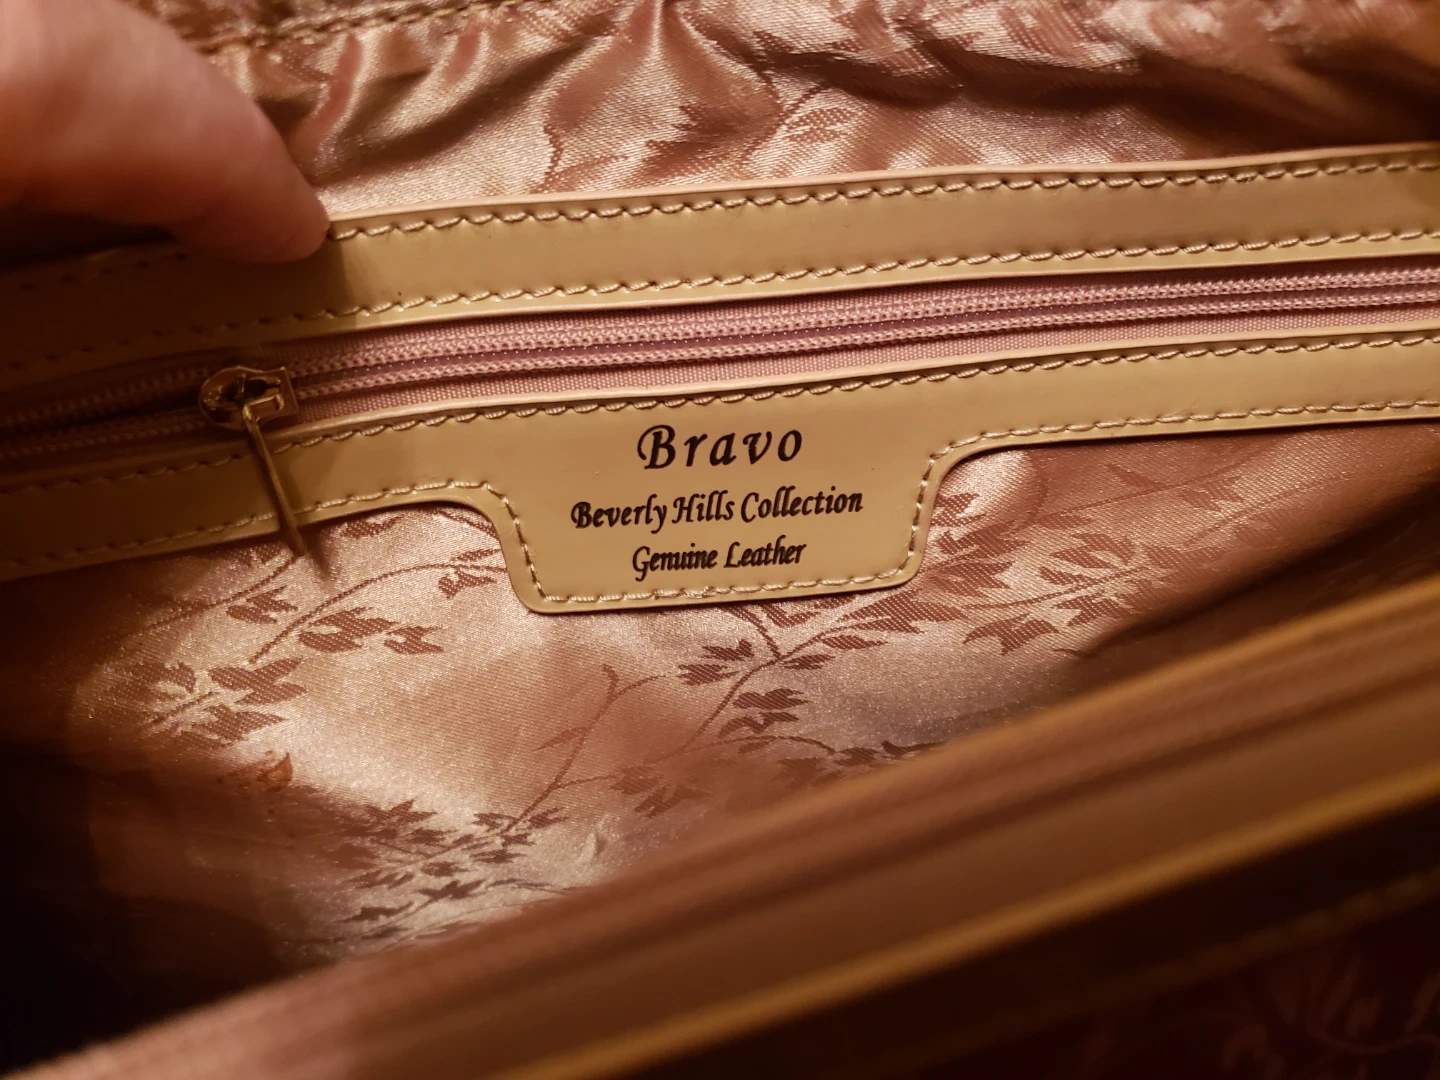 Bravo
Beverly Hills Collection
Genuine Leather